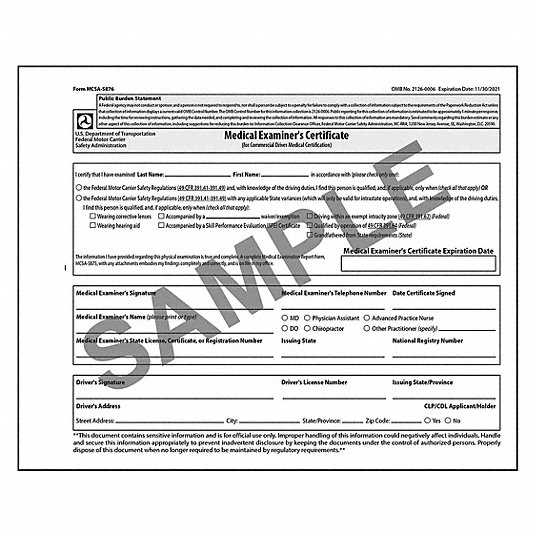 Form MCSA-5876 OMB No. 2126-0006 Expiration Date: 11/30/2021
Public Burden Statement
A Federal agency may not conduct or sponsor, and a person is not required to respond to, nor shall a person be subject to a penalty for failure to comply with a collection of information subject to the requirements of the Paperwork Reduction Act unless
that collection of information displays a current valid OMB Control Number. The OMB Control Number for this information collection is 2126-0006. Public reporting for this collection of information is estimated to be approximately
including the time for reviewing instructions, gathering the data needed, and completing and reviewing the collection of information. All responses to this collection of information are mandatory. Send comments regarding this burden estimate or any
other aspect of this collection of information, including suggestions for reducing this burden to: Information Collection Clearance Officer, Federal Motor Carrier Safety Administration, MC-RRA, 1200 New Jersey Avenue, SE, Washington, D.C. 20590.
U.S. Department of Transportation
Federal Motor Carrier
Safety Administration
Medical Examiner's Certificate
(for Commercial Driver Medical Certification)
I certify that I have examined Last Name: First Name: in accordance with (please check only one):
the Federal Motor Carrier Safety Regulations (49 CFR 391.41-391.49) and, with knowledge of the driving duties, I find this person is qualified, and, if applicable, only when (check all that apply) OR
the Federal Motor Carrier Safety Regulations (49 CFR 391.41-391.49) with any applicable State variances (which will only be valid for intrastate operations), and, with knowledge of the driving duties,
I find this person is qualified, and, if applicable, only when (check all that apply):
Wearing corrective lenses Accompanied by a waiver/exemption Driving within an exempt intracity zone (49 CFR 391.62) (Federal)
Wearing hearing aid Accompanied by a Skill Performance Evaluation (SPE) Certificate Qualified by operation of 49 CFR 391.64 (Federal)
Grandfathered from State requirements (State)
Medical Examiner's Certificate Expiration Date
The information I have provided regarding this physical examination is true and complete. A complete Medical Examination Report Form,
MCSA-5875, with any attachments embodies my findings completely and correctly, and is on file in my office.
SAMPLE
Medical Examiner's Signature Medical Examiner's Telephone Number Date Certificate Signed
Medical Examiner's Name (please print or type) MD Physician Assistant Advanced Practice Nurse
DO Chiropractor Other Practitioner (specify)
Medical Examiner's State License, Certificate, or Registration Number Issuing State National Registry Number
Driver's Signature Driver's License Number Issuing State/Province
Driver's Address CLP/CDL Applicant/Holder
Street Address: City: State/Province: Zip Code: Yes No
**This document contains sensitive information and is for official use only. Improper handling of this information could negatively affect individuals. Handle
and secure this information appropriately to prevent inadvertent disclosure by keeping the documents under the control of authorized persons. Properly
dispose of this document when no longer required to be maintained by regulatory requirements.**